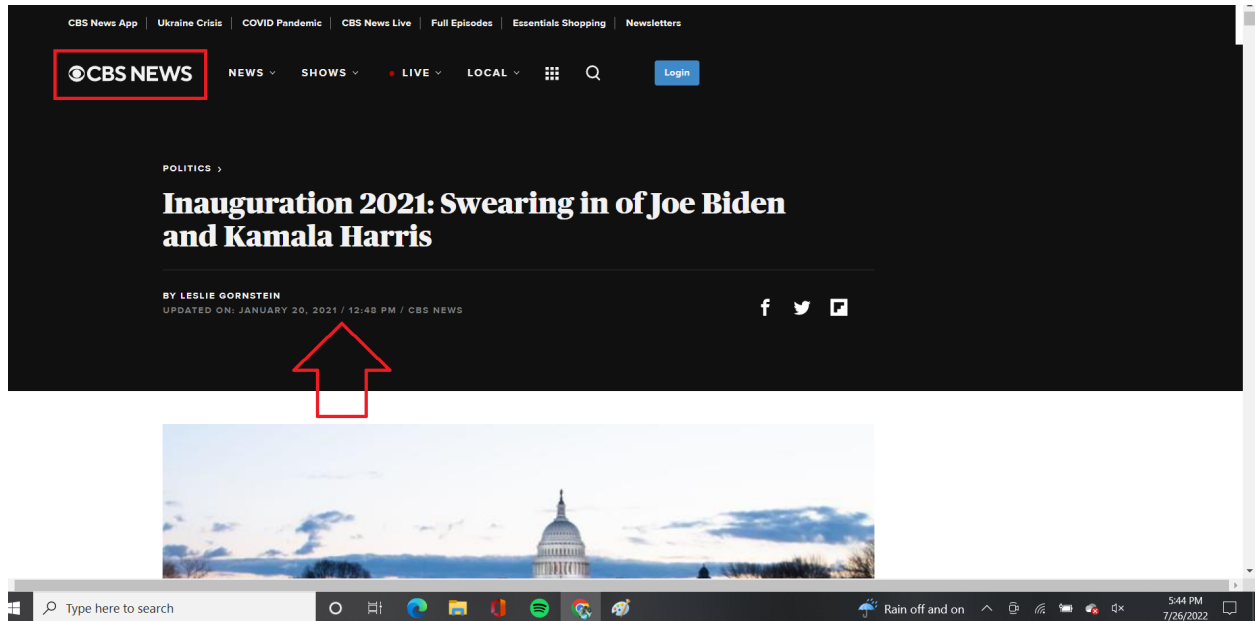 CBS News App | Ukraine Crisis | COVID Pandemic | CBS News Live | Full Episodes | Essentials Shopping | Newsletters
CBS NEWS NEWS SHOWS LIVE LOCAL Login
POLITICS
Inauguration 2021: Swearing in of Joe Biden
and Kamala Harris
BY LESLIE GORNSTEIN
UPDATED ON: JANUARY 20, 2021 / 12:48 PM / CBS NEWS
Type here to search Rain off and on 5:44 PM
7/26/2022